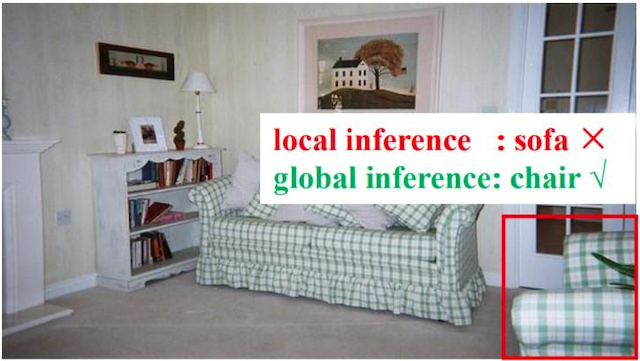 local inference : sofa ×
global inference: chair √